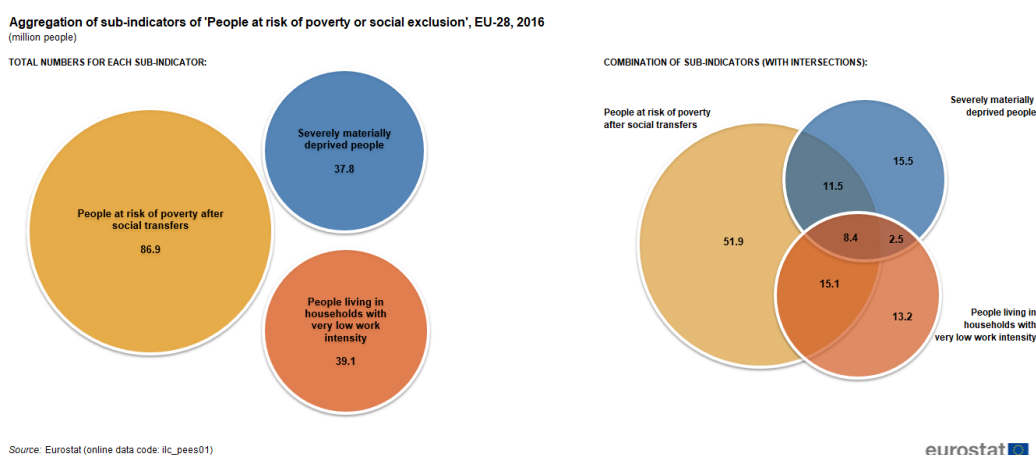 Aggregation of sub-indicators of 'People at risk of poverty or social exclusion', EU-28, 2016
(million people)
TOTAL NUMBERS FOR EACH SUB-INDICATOR:
People at risk of poverty after
social transfers
86.9
Severely materially
deprived people
37.8
People living in
households with
very low work
intensity
39.1
COMBINATION OF SUB-INDICATORS (WITH INTERSECTIONS):
People at risk of poverty
after social transfers
Severely materially
deprived people
15.5
11.5
51.9
8.4
2.5
15.1
13.2
People living in
households with
very low work intensity
Source: Eurostat (online data code: ilc_pees01)
eurostat